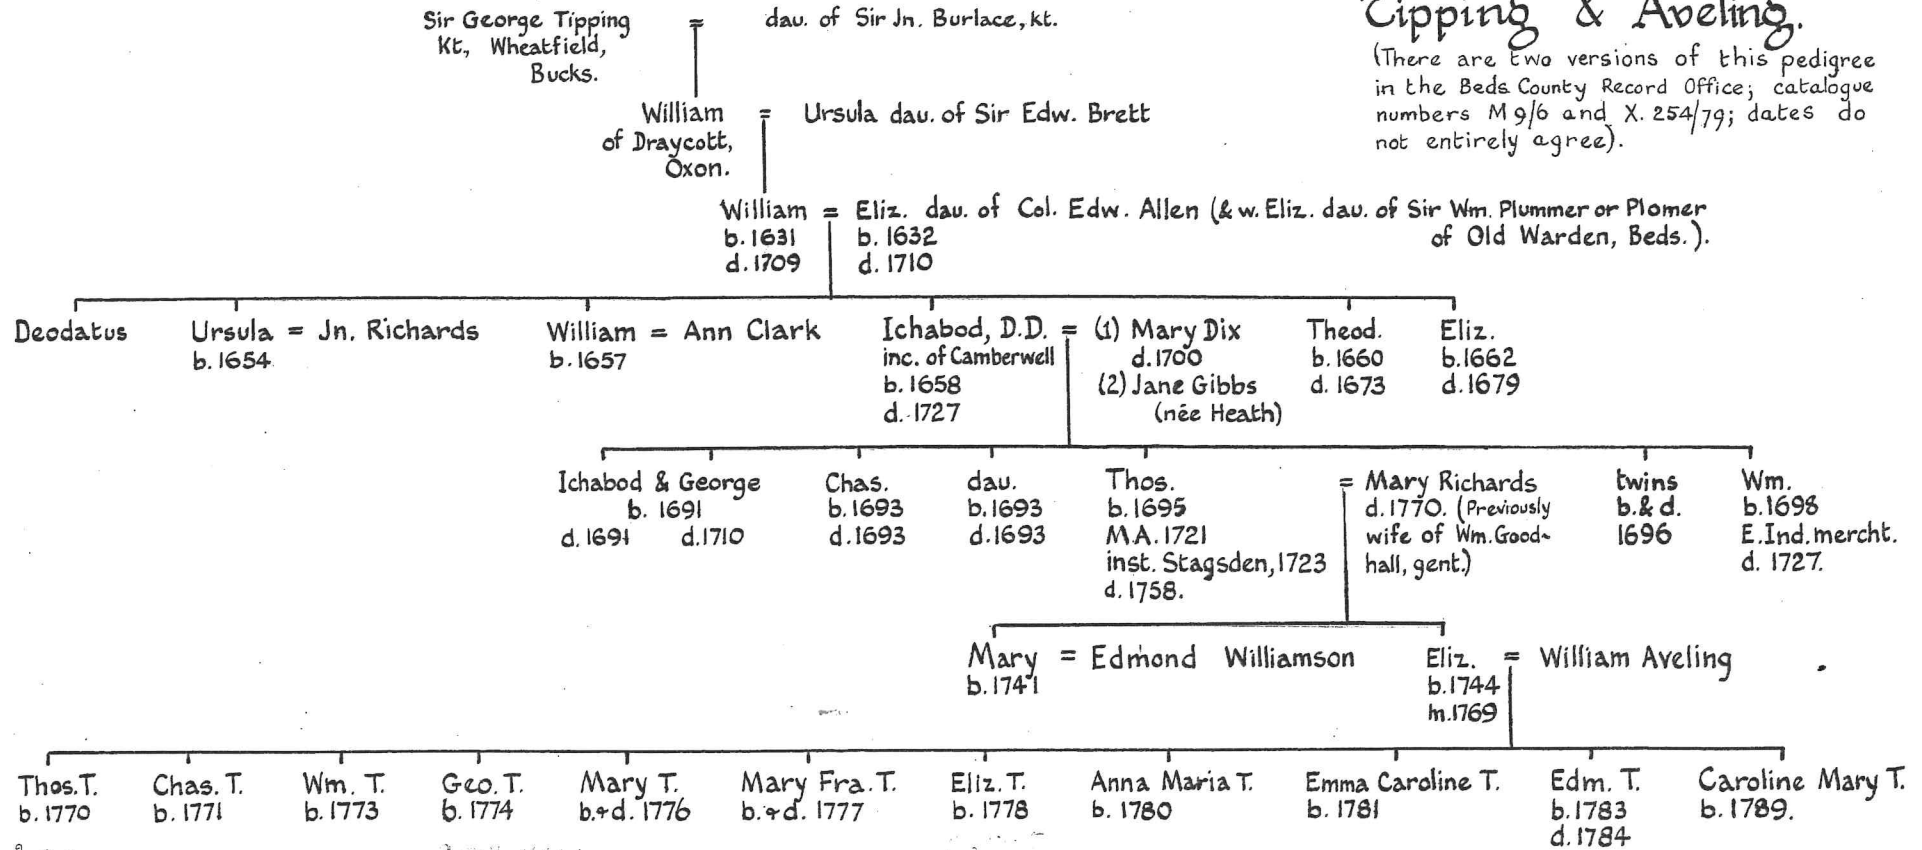 Tipping & Aveling.
(There are two versions of this pedigree
in the Beds County Record Office; catalogue
numbers M 9/6 and X. 254/79; dates do
not entirely agree).
Sir George Tipping = dau. of Sir Jn. Burlace, kt.
Kt., Wheatfield,
Bucks.
William = Ursula dau. of Sir Edw. Brett
of Draycott,
Oxon.
William = Eliz. dau. of Col. Edw. Allen (& w. Eliz. dau. of Sir Wm. Plummer or Plomer
b. 1631 b. 1632 of Old Warden, Beds.).
d. 1709 d. 1710
Deodatus
Ursula = Jn. Richards
b. 1654
William = Ann Clark
b. 1657
Ichabod, D.D. = (1) Mary Dix
inc. of Camberwell d. 1700
b. 1658 (2) Jane Gibbs
d. 1727 (née Heath)
Theod.
b. 1660
d. 1673
Eliz.
b. 1662
d. 1679
Ichabod & George
b. 1691
d. 1691 d. 1710
Chas.
b. 1693
d. 1693
dau.
b. 1693
d. 1693
Thos. = Mary Richards
b. 1695 d. 1770. (Previously
M.A. 1721 wife of Wm. Good-
inst. Stagsden, 1723 hall, gent.)
d. 1758.
twins
b. & d.
1696
Wm.
b. 1698
E. Ind. mercht.
d. 1727.
Mary = Edmond Williamson
b. 1741
Eliz. = William Aveling
b. 1744
m. 1769
Thos. T.
b. 1770
Chas. T.
b. 1771
Wm. T.
b. 1773
Geo. T.
b. 1774
Mary T.
b. + d. 1776
Mary Fra. T.
b. + d. 1777
Eliz. T.
b. 1778
Anna Maria T.
b. 1780
Emma Caroline T.
b. 1781
Edm. T.
b. 1783
d. 1784
Caroline Mary T.
b. 1789.